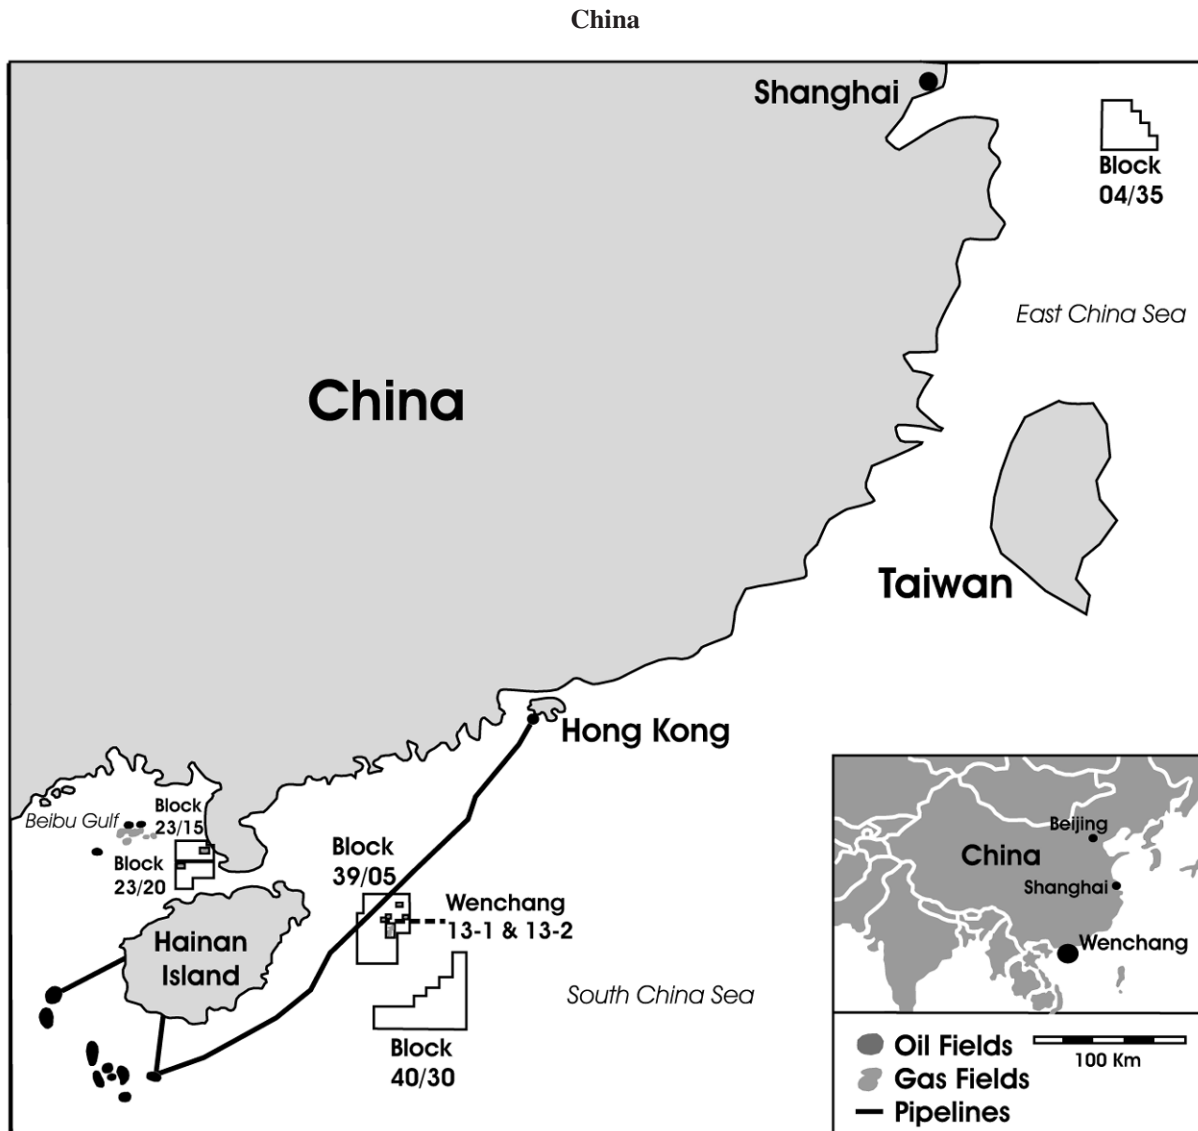 China
Shanghai
Block
04/35
East China Sea
China
Taiwan
Hong Kong
Beibu Gulf
Block
23/15
Block
23/20
Block
39/05
Wenchang
13-1 & 13-2
Hainan
Island
South China Sea
Block
40/30
Beijing
China
Shanghai
Wenchang
Oil Fields
Gas Fields
Pipelines
100 Km